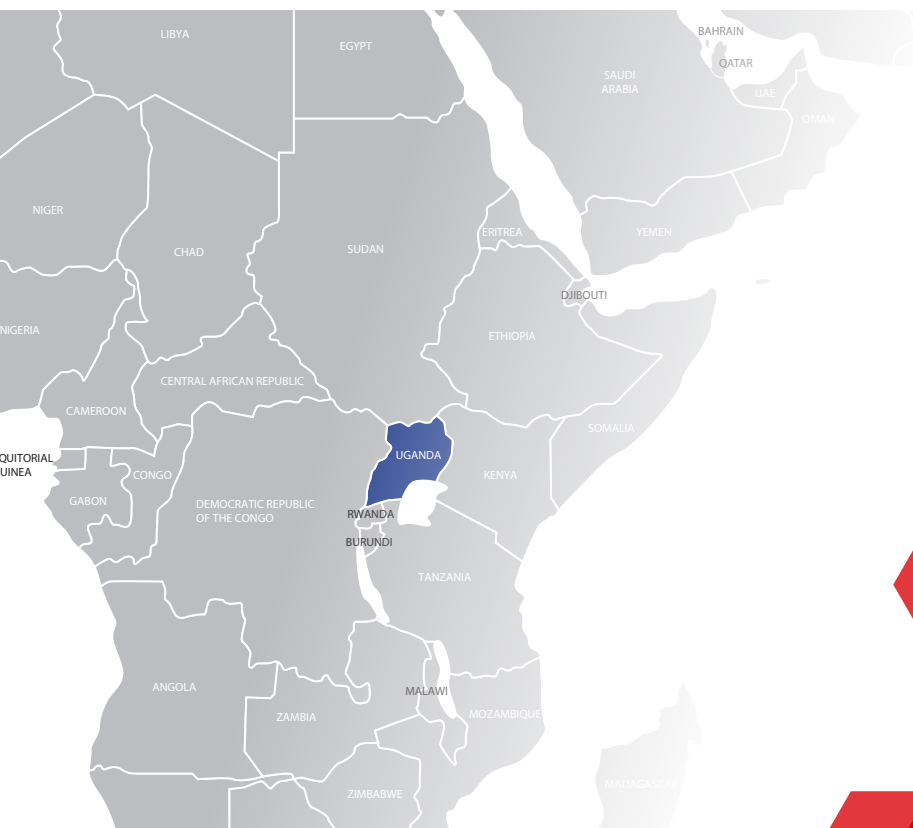 BAHRAIN
LIBYA
EGYPT
QATAR
SAUDI
ARABIA
UAE
OMAN
NIGER
ERITREA
YEMEN
SUDAN
CHAD
DJIBOUTI
NIGERIA
ETHIOPIA
CENTRAL AFRICAN REPUBLIC
CAMEROON
SOMALIA
UGANDA
QUITORIAL
UINEA
CONGO
KENYA
GABON
DEMOCRATIC REPUBLIC
OF THE CONGO
RWANDA
BURUNDI
TANZANIA
ANGOLA
MALAWI
ZAMBIA
MOZAMBIQUE
MADAGASCAR
ZIMBABWE